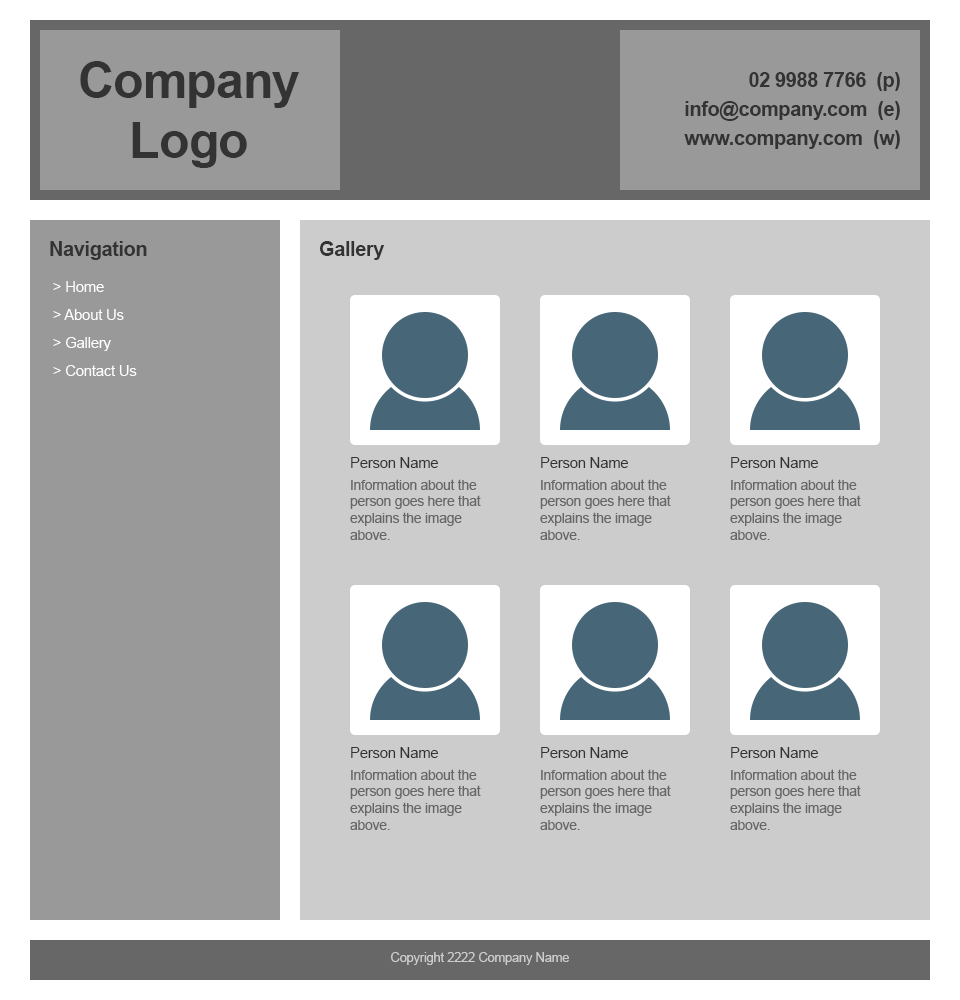 Company
Logo
02 9988 7766 (p)
info@company.com (e)
www.company.com (w)
Navigation
> Home
> About Us
> Gallery
> Contact Us
Gallery
Person Name
Information about the
person goes here that
explains the image
above.
Person Name
Information about the
person goes here that
explains the image
above.
Person Name
Information about the
person goes here that
explains the image
above.
Person Name
Information about the
person goes here that
explains the image
above.
Person Name
Information about the
person goes here that
explains the image
above.
Person Name
Information about the
person goes here that
explains the image
above.
Copyright 2222 Company Name